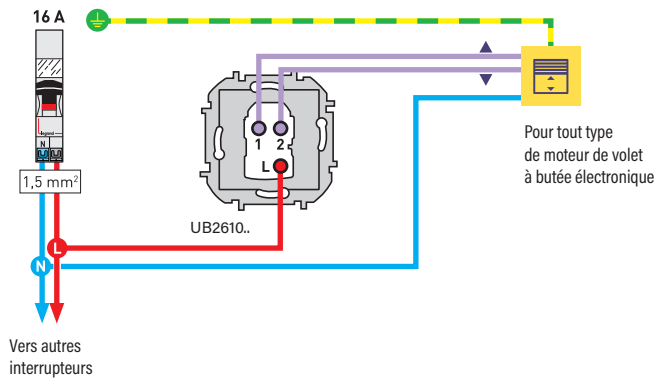 16 A
legrand
N
1 2
L
1,5 mm²
UB2610..
L
N
Pour tout type
de moteur de volet
à butée électronique
Vers autres
interrupteurs